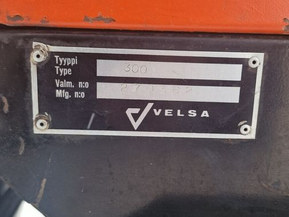 Tyyppi
Type 300
Valm. n:o
Mfg. n:o
VELSA